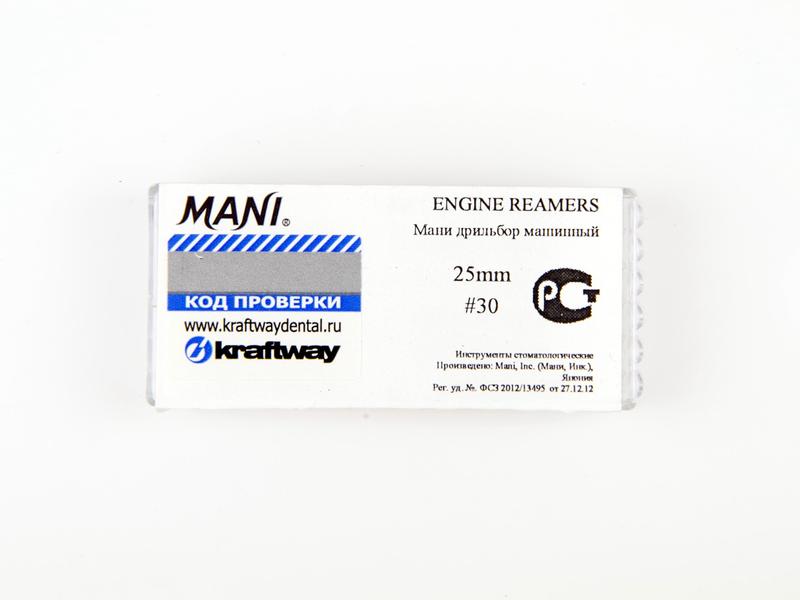 MANI®
КОД ПРОВЕРКИ
www.kraftwaydental.ru
kraftway
ENGINE REAMERS
Мани дрильбор машинный
25mm
#30
РСТ
Инструменты стоматологические
Произведено: Mani, Inc. (Мани, Инк.),
Япония
Рег. уд. №. ФСЗ 2012/13495 от 27.12.12